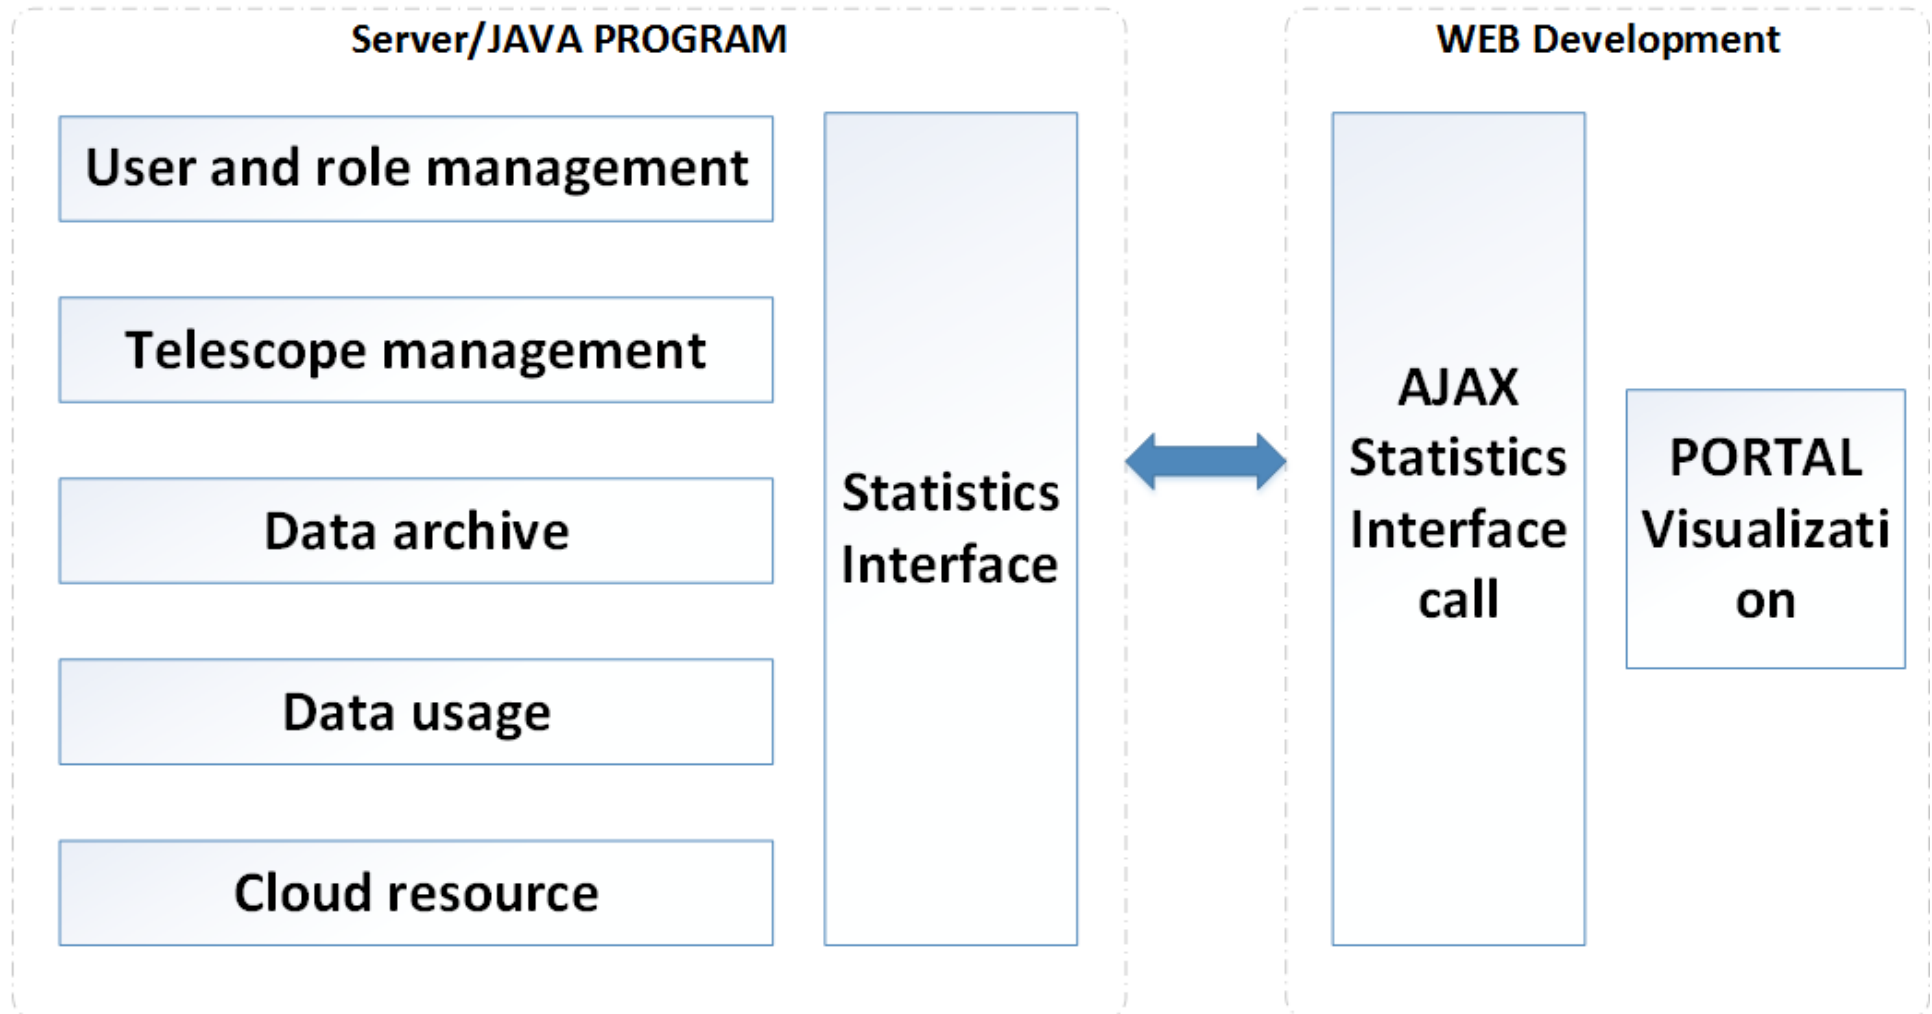 Server/JAVA PROGRAM
User and role management
Telescope management
Data archive
Data usage
Cloud resource
Statistics
Interface
WEB Development
AJAX
Statistics
Interface
call
PORTAL
Visualizati
on